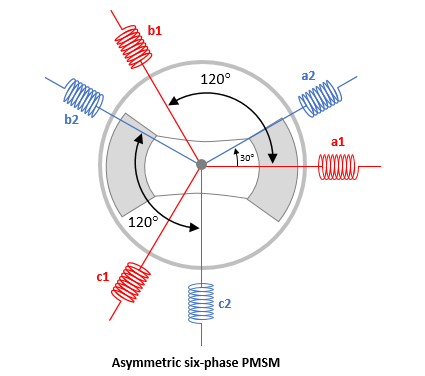 b1
120°
a2
b2
a1
30°
120°
c1
c2
Asymmetric six-phase PMSM